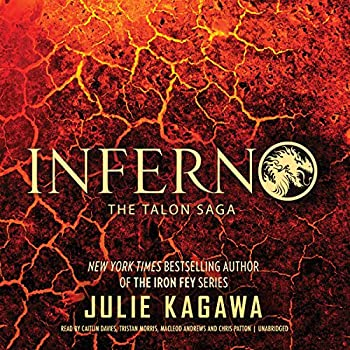 INFERNO
THE TALON SAGA
NEW YORK TIMES BESTSELLING AUTHOR
OF THE IRON FEY SERIES
JULIE KAGAWA
READ BY CAITLIN DAVIES, TRISTAN MORRIS, MACLEOD ANDREWS AND CHRIS PATTON | UNABRIDGED